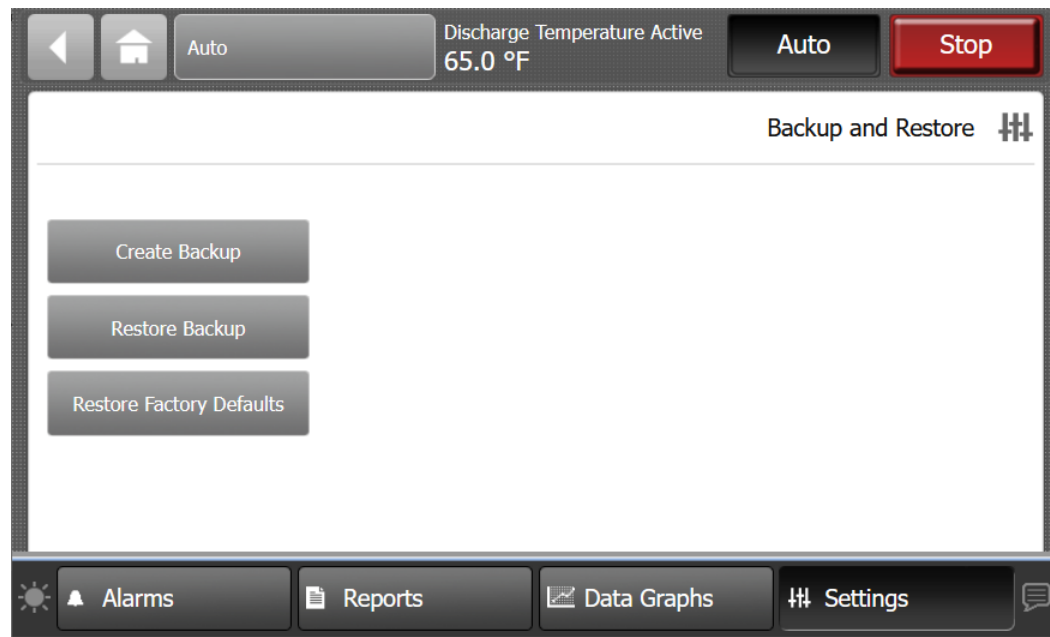 Auto
Discharge Temperature Active
65.0 °F
Auto
Stop
Backup and Restore
Create Backup
Restore Backup
Restore Factory Defaults
Alarms
Reports
Data Graphs
Settings